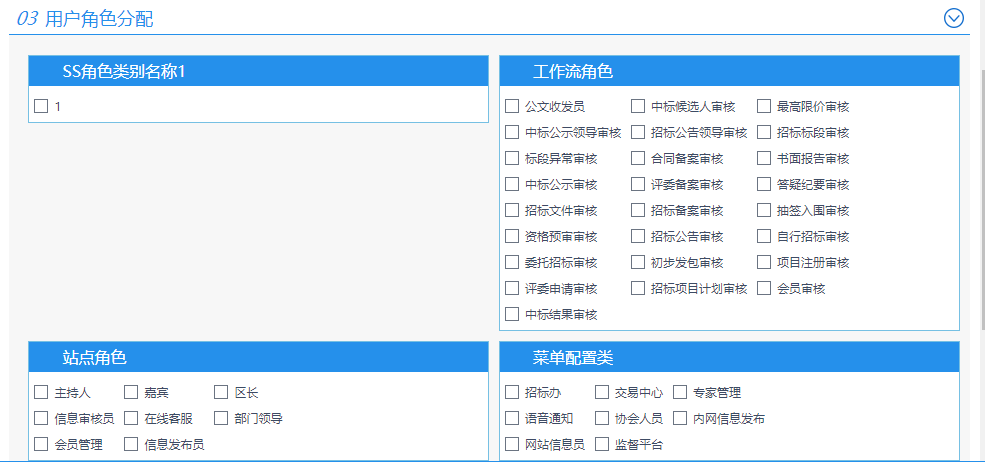 03 用户角色分配
SS角色类别名称1
1
工作流角色
公文收发员 中标候选人审核 最高限价审核
中标公示领导审核 招标公告领导审核 招标标段审核
标段异常审核 合同备案审核 书面报告审核
中标公示审核 评委备案审核 答疑纪要审核
招标文件审核 招标备案审核 抽签入围审核
资格预审审核 招标公告审核 自行招标审核
委托招标审核 初步发包审核 项目注册审核
评委申请审核 招标项目计划审核 会员审核
中标结果审核
站点角色
主持人 嘉宾 区长
信息审核员 在线客服 部门领导
会员管理 信息发布员
菜单配置类
招标办 交易中心 专家管理
语音通知 协会人员 内网信息发布
网站信息员 监督平台